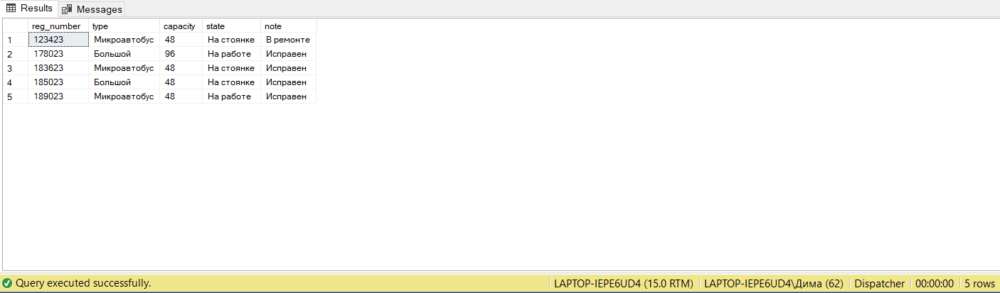 Results Messages
reg_number type capacity state note
1 123423 Микроавтобус 48 На стоянке В ремонте
2 178023 Большой 96 На работе Исправен
3 183623 Микроавтобус 48 На стоянке Исправен
4 185023 Большой 48 На стоянке Исправен
5 189023 Микроавтобус 48 На работе Исправен
Query executed successfully. LAPTOP-IEPE6UD4 (15.0 RTM) LAPTOP-IEPE6UD4\Дима (62) Dispatcher 00:00:00 5 rows